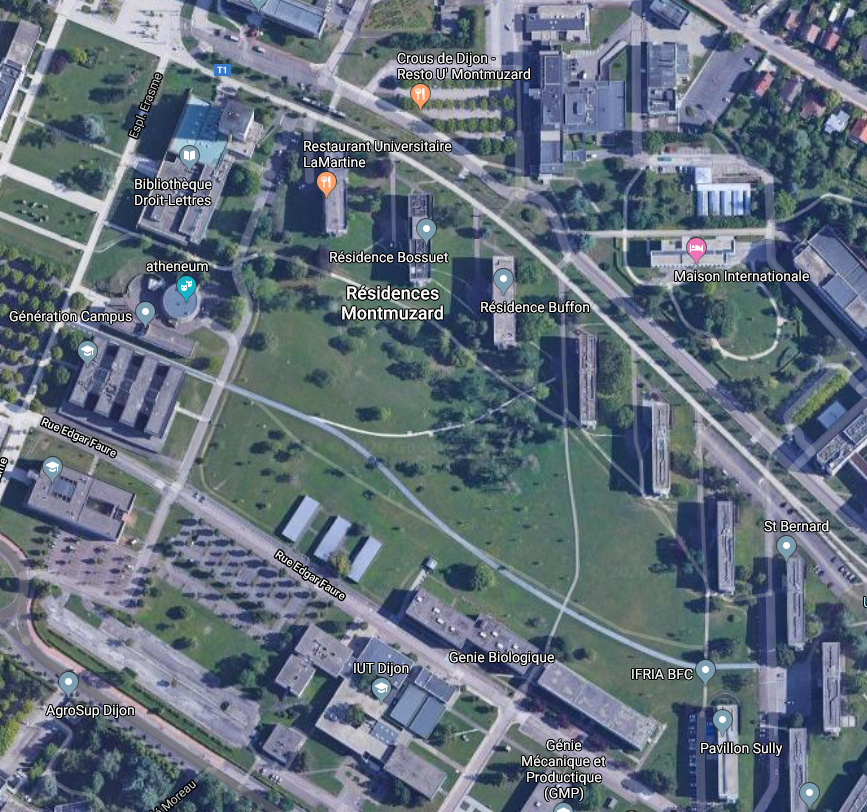 Crous de Dijon -
Resto U' Montmuzard
T1
Espl. Erasme
Restaurant Universitaire
LaMartine
Bibliothèque
Droit-Lettres
Résidence Bossuet
atheneum
Maison Internationale
Résidences
Montmuzard
Résidence Buffon
Génération Campus
Rue Edgar Faure
St Bernard
Rue Edgar Faure
Genie Biologique
IUT Dijon
IFRIA BFC
AgroSup Dijon
Pavillon Sully
Génie
Mécanique et
Productique
(GMP)
Moreau